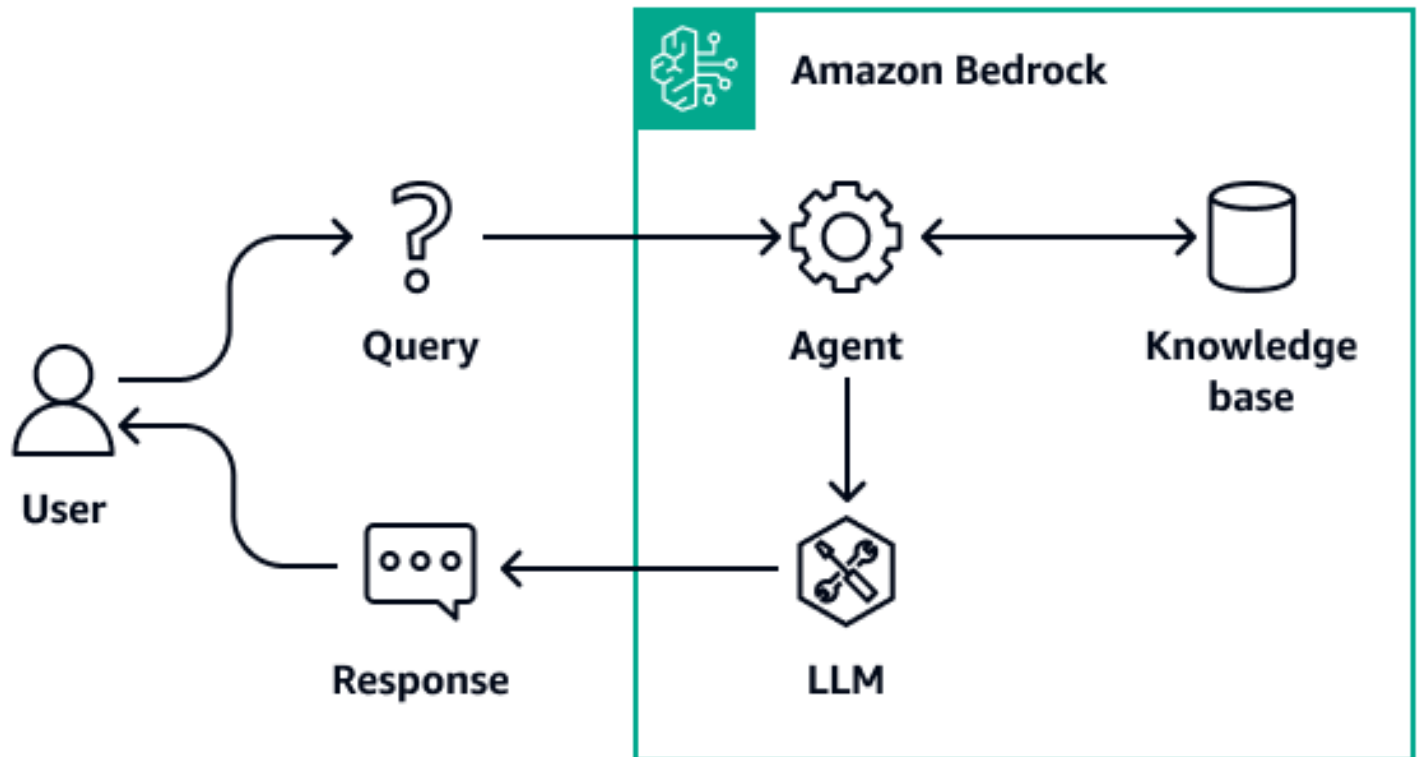 Amazon Bedrock
Query
Agent
Knowledge
base
User
Response
LLM